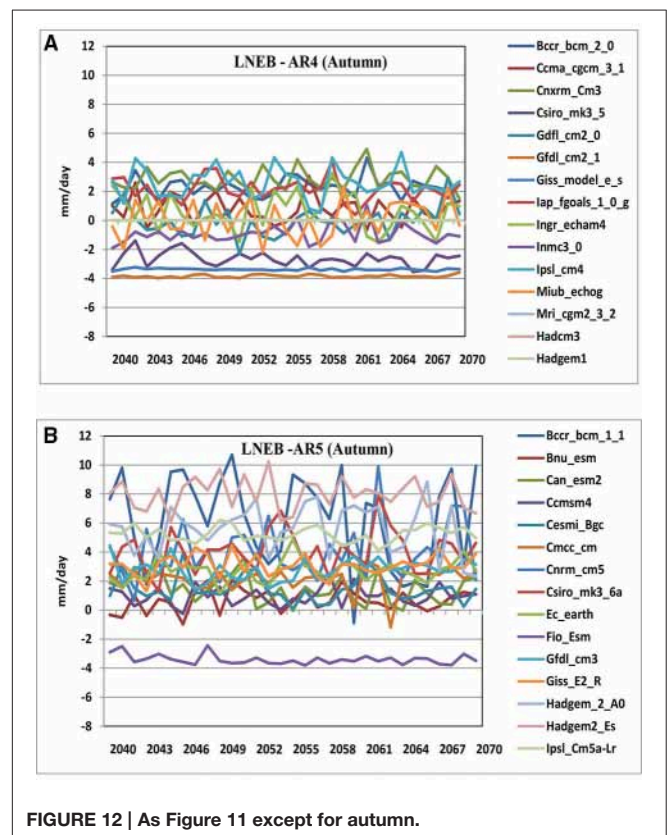 A
LNEB - AR4 (Autumn)
12
10
8
6
4
2
0
-2
-4
-6
-8
mm/day
2040 2043 2046 2049 2052 2055 2058 2061 2064 2067 2070
Bccr_bcm_2_0
Ccma_cgcm_3_1
Cnxrm_Cm3
Csiro_mk3_5
Gdfl_cm2_0
Gfdl_cm2_1
Giss_model_e_s
Iap_fgoals_1_0_g
Ingr_echam4
Inmc3_0
Ipsl_cm4
Miub_echog
Mri_cgm2_3_2
Hadcm3
Hadgem1
B
LNEB -AR5 (Autumn)
12
10
8
6
4
2
0
-2
-4
-6
-8
mm/day
2040 2043 2046 2049 2052 2055 2058 2061 2064 2067 2070
Bccr_bcm_1_1
Bnu_esm
Can_esm2
Ccmsm4
Cesmi_Bgc
Cmcc_cm
Cnrm_cm5
Csiro_mk3_6a
Ec_earth
Fio_Esm
Gfdl_cm3
Giss_E2_R
Hadgem_2_A0
Hadgem2_Es
Ipsl_Cm5a-Lr
FIGURE 12 | As Figure 11 except for autumn.